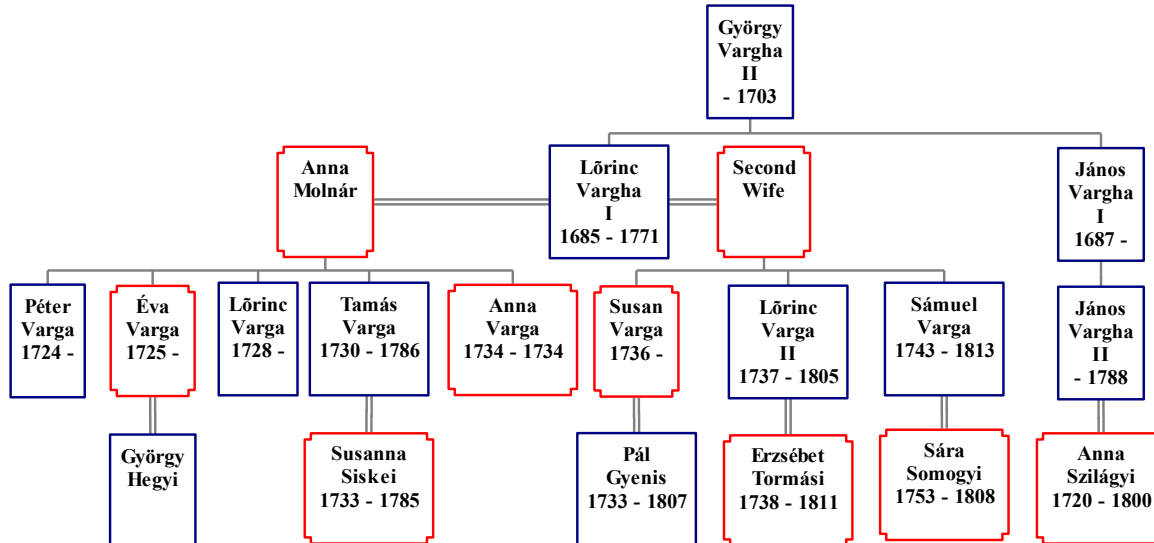 György
Vargha
II
- 1703
Anna
Molnár
Lõrinc
Vargha
I
1685 - 1771
Second
Wife
János
Vargha
I
1687 -
Péter
Varga
1724 -
Éva
Varga
1725 -
Lõrinc
Varga
1728 -
Tamás
Varga
1730 - 1786
Anna
Varga
1734 - 1734
Susan
Varga
1736 -
Lõrinc
Varga
II
1737 - 1805
Sámuel
Varga
1743 - 1813
János
Vargha
II
- 1788
György
Hegyi
Susanna
Siskei
1733 - 1785
Pál
Gyenis
1733 - 1807
Erzsébet
Tormási
1738 - 1811
Sára
Somogyi
1753 - 1808
Anna
Szilágyi
1720 - 1800